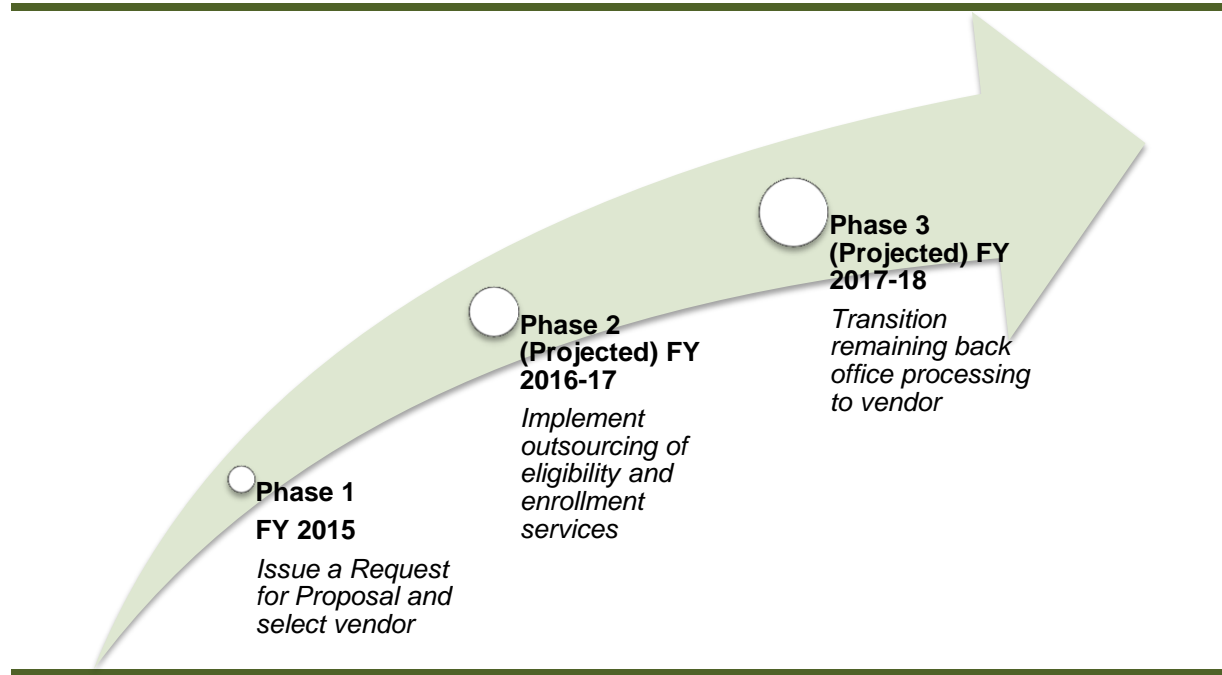 Phase 1
FY 2015
Issue a Request
for Proposal and
select vendor
Phase 2
(Projected) FY
2016-17
Implement
outsourcing of
eligibility and
enrollment
services
Phase 3
(Projected) FY
2017-18
Transition
remaining back
office processing
to vendor